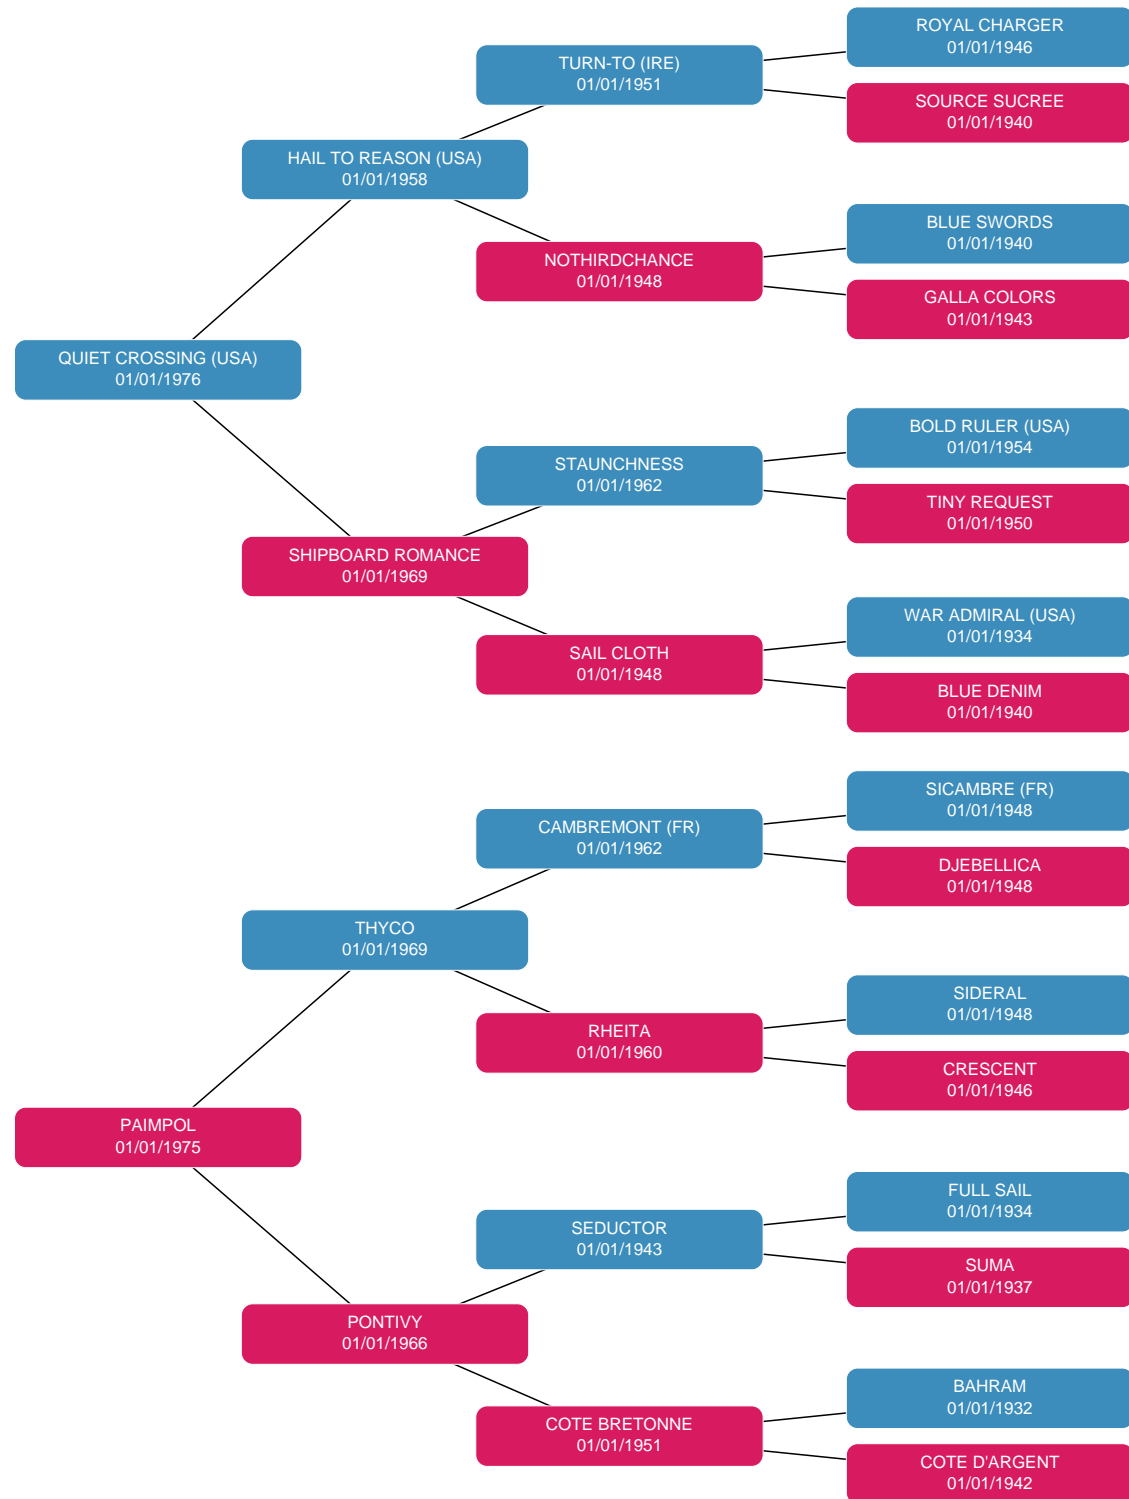 ROYAL CHARGER
01/01/1946
TURN-TO (IRE)
01/01/1951
SOURCE SUCREE
01/01/1940
HAIL TO REASON (USA)
01/01/1958
BLUE SWORDS
01/01/1940
NOTHIRDCHANCE
01/01/1948
GALLA COLORS
01/01/1943
QUIET CROSSING (USA)
01/01/1976
BOLD RULER (USA)
01/01/1954
STAUNCHNESS
01/01/1962
TINY REQUEST
01/01/1950
SHIPBOARD ROMANCE
01/01/1969
WAR ADMIRAL (USA)
01/01/1934
SAIL CLOTH
01/01/1948
BLUE DENIM
01/01/1940
SICAMBRE (FR)
01/01/1948
CAMBREMONT (FR)
01/01/1962
DJEBELLICA
01/01/1948
THYCO
01/01/1969
SIDERAL
01/01/1948
RHEITA
01/01/1960
CRESCENT
01/01/1946
PAIMPOL
01/01/1975
FULL SAIL
01/01/1934
SEDUCTOR
01/01/1943
SUMA
01/01/1937
PONTIVY
01/01/1966
BAHRAM
01/01/1932
COTE BRETONNE
01/01/1951
COTE D'ARGENT
01/01/1942